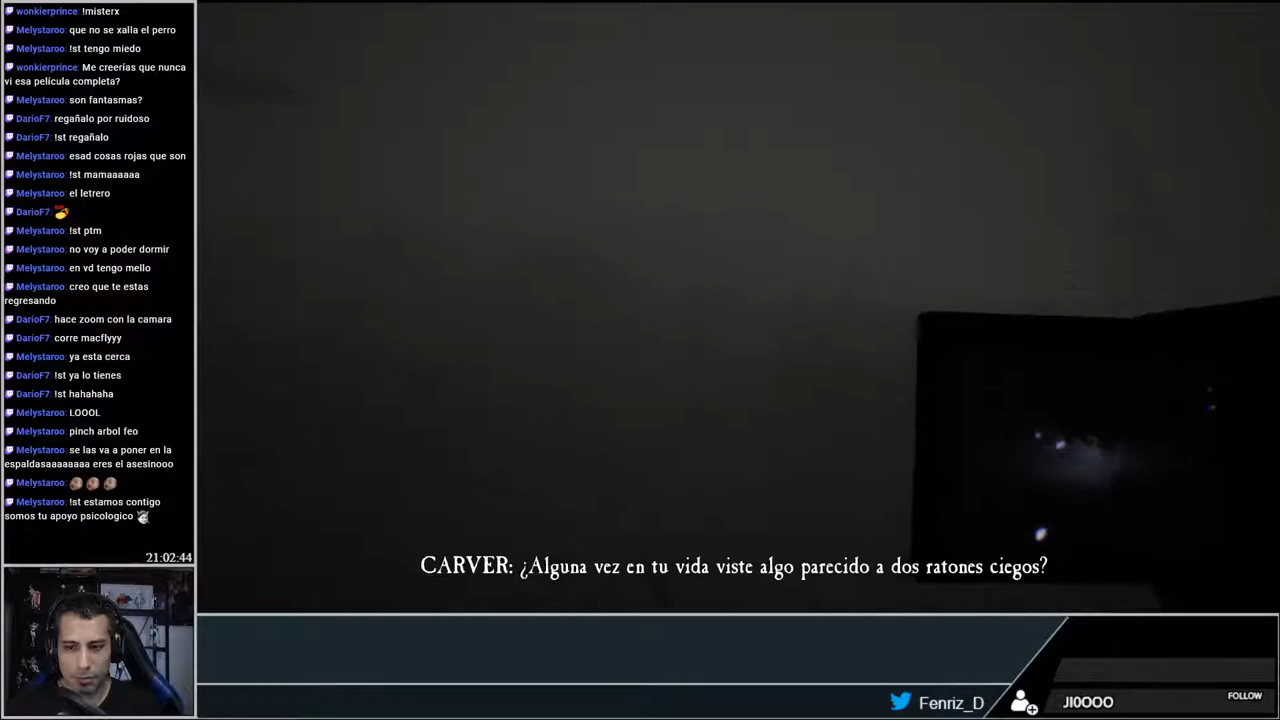 wonkierprince: !misterx
Melystaroo: que no se xalla el perro
Melystaroo: !st tengo miedo
wonkierprince: Me creerías que nunca
vi esa película completa?
Melystaroo: son fantasmas?
DarioF7: regañalo por ruidoso
DarioF7: !st regañalo
Melystaroo: esad cosas rojas que son
Melystaroo: !st mamaaaaaa
Melystaroo: el letrero
DarioF7:
Melystaroo: !st ptm
Melystaroo: no voy a poder dormir
Melystaroo: en vd tengo mello
Melystaroo: creo que te estas
regresando
DarioF7: hace zoom con la camara
DarioF7: corre macflyyy
Melystaroo: ya esta cerca
DarioF7: !st ya lo tienes
DarioF7: !st hahahaha
Melystaroo: LOOOL
Melystaroo: pinch arbol feo
Melystaroo: se las va a poner en la
espaldasaaaaaaaa eres el asesinooo
Melystaroo:
Melystaroo: !st estamos contigo
somos tu apoyo psicologico
21:02:44
CARVER: ¿Alguna vez en tu vida viste algo parecido a dos ratones ciegos?
Fenriz_D
JI0OOO
FOLLOW